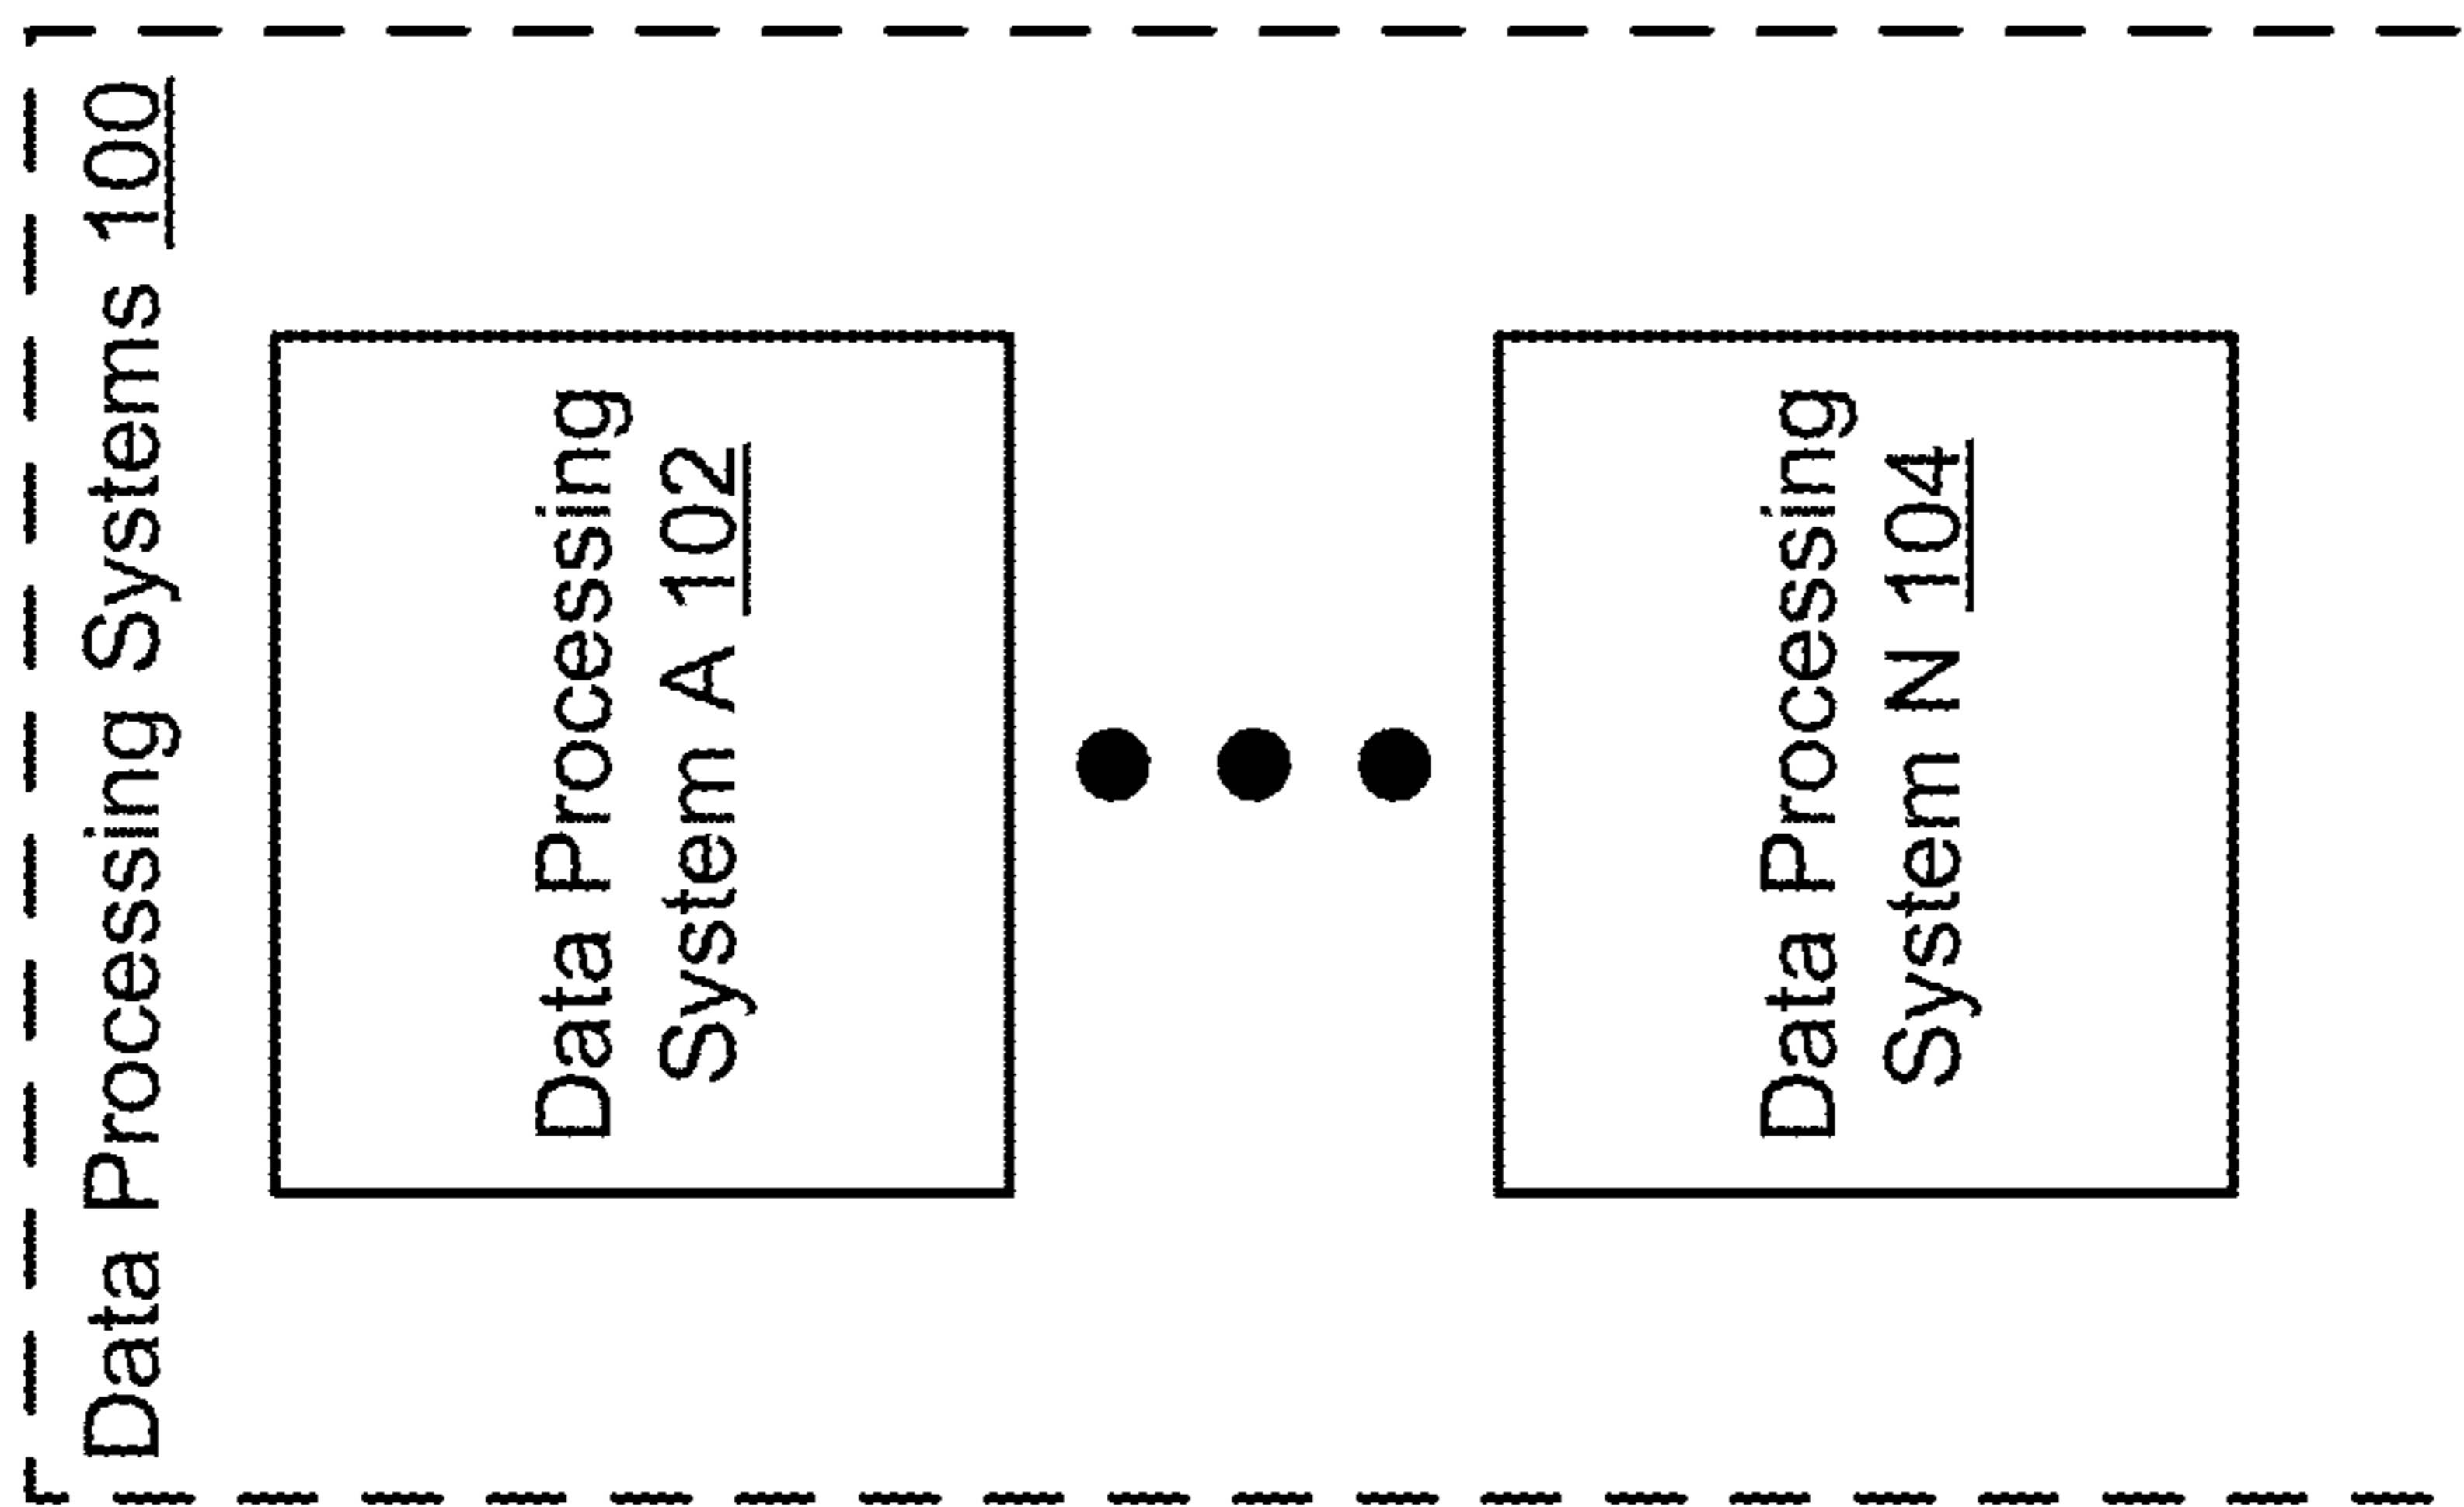 Data Processing Systems 100
Data Processing
System A 102
Data Processing
System N 104